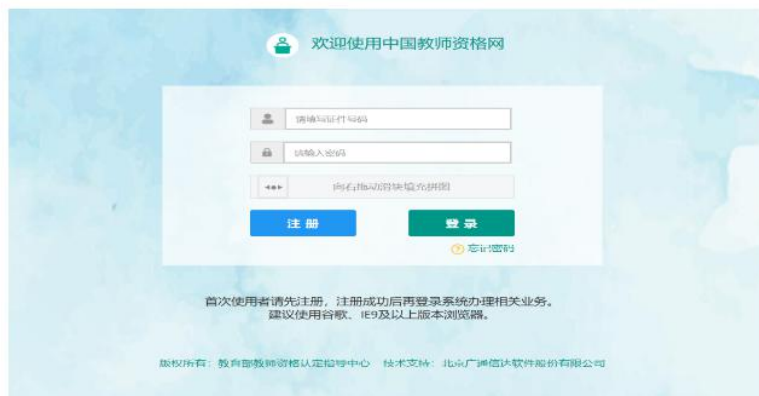 欢迎使用中国教师资格网
请填写证件号码
请输入密码
向右拖动滑块填充拼图
注 册
登 录
忘记密码
首次使用者请先注册，注册成功后再登录系统办理相关业务。
建议使用谷歌、IE9及以上版本浏览器。
版权所有：教育部教师资格认定指导中心 技术支持：北京广通信达软件股份有限公司